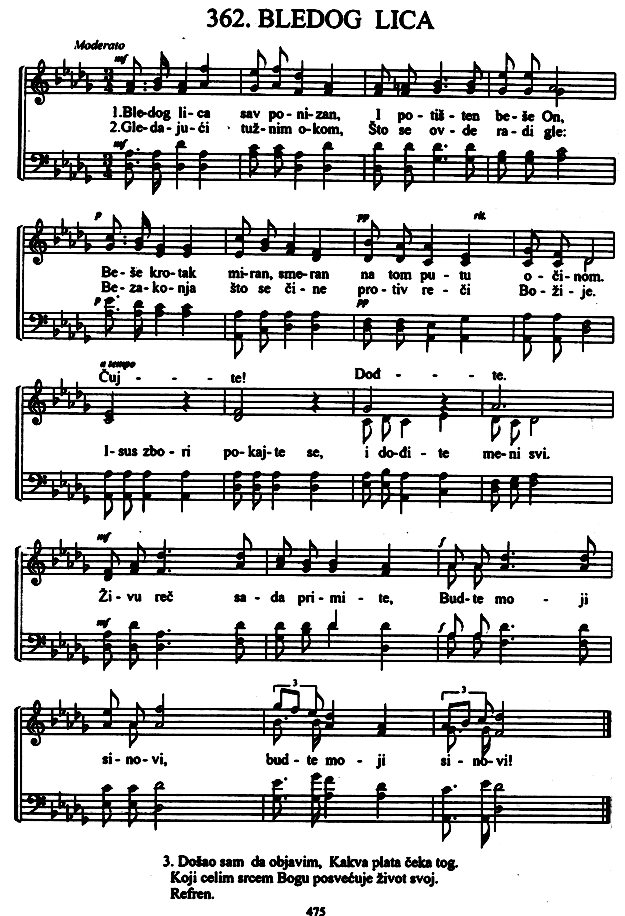 362. BLEDOG LICA
Moderato
mf
1.Bledog li-ca sav po-ni-zan, I po-tiš-ten be-še On,
2.Gle-da-ju-ći tuž-nim o-kom, Što se ov-de ra-di gle:
mf
p pp rit.
Be-še kro-tak mi-ran, sme-ran na tom pu-tu o-či-nom.
Be-za-ko-nja što se či-ne pro-tiv re-či Bo-ži-je.
p pp
a tempo
Čuj - - - te! Dođ - - - te.
I-sus zbo-ri po-kaj-te se, i do-đi-te me-ni svi.
mf f
Ži-vu reč sa-da pri-mi-te, Bud-te mo-ji
mf f
3 3
si-no-vi, bud-te mo-ji si-no-vi!
3. Došao sam da objavim, Kakva plata čeka tog.
Koji celim srcem Bogu posvećuje život svoj.
Refren.
475